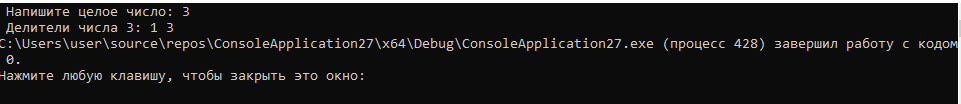 Напишите целое число: 3
Делители числа 3: 1 3
C:\Users\user\source\repos\ConsoleApplication27\x64\Debug\ConsoleApplication27.exe (процесс 428) завершил работу с кодом
0.
Нажмите любую клавишу, чтобы закрыть это окно: